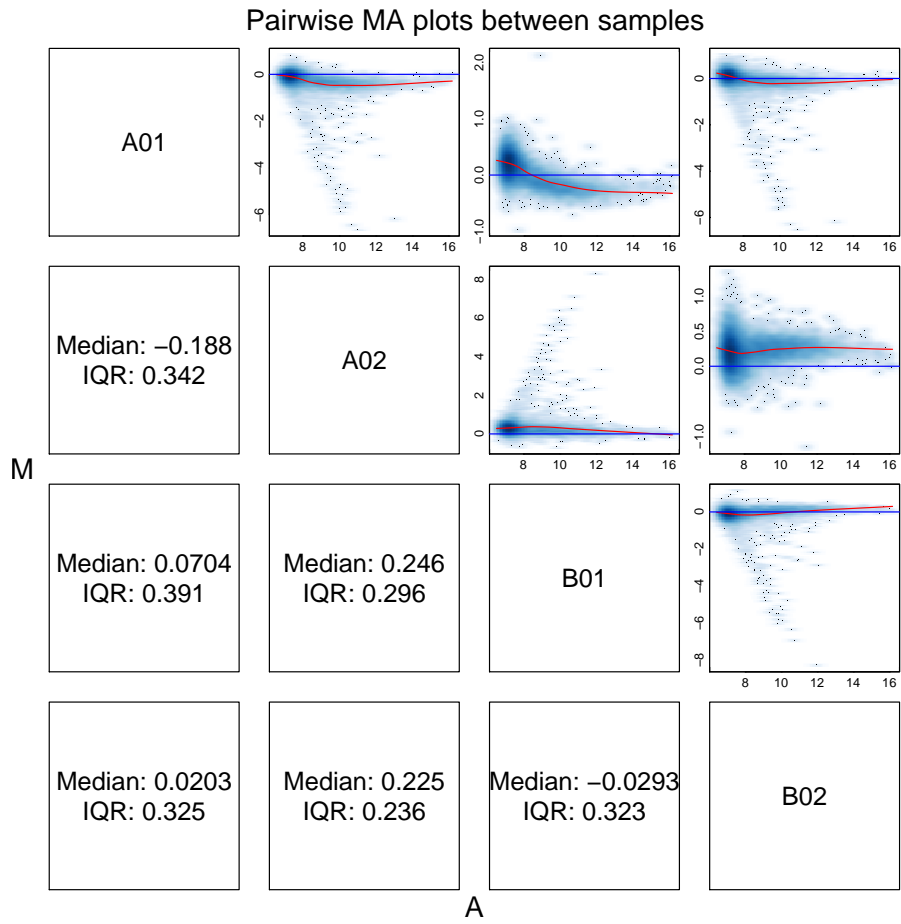 Pairwise MA plots between samples
A01
0
−2
−4
−6
8 10 12 14 16
2.0
1.0
0.0
−1.0
8 10 12 14 16
0
−2
−4
−6
8 10 12 14 16
Median: −0.188
IQR: 0.342
A02
8
6
4
2
0
8 10 12 14 16
1.0
0.5
0.0
−1.0
8 10 12 14 16
M
Median: 0.0704
IQR: 0.391
Median: 0.246
IQR: 0.296
B01
0
−2
−4
−6
−8
8 10 12 14 16
Median: 0.0203
IQR: 0.325
Median: 0.225
IQR: 0.236
Median: −0.0293
IQR: 0.323
B02
A